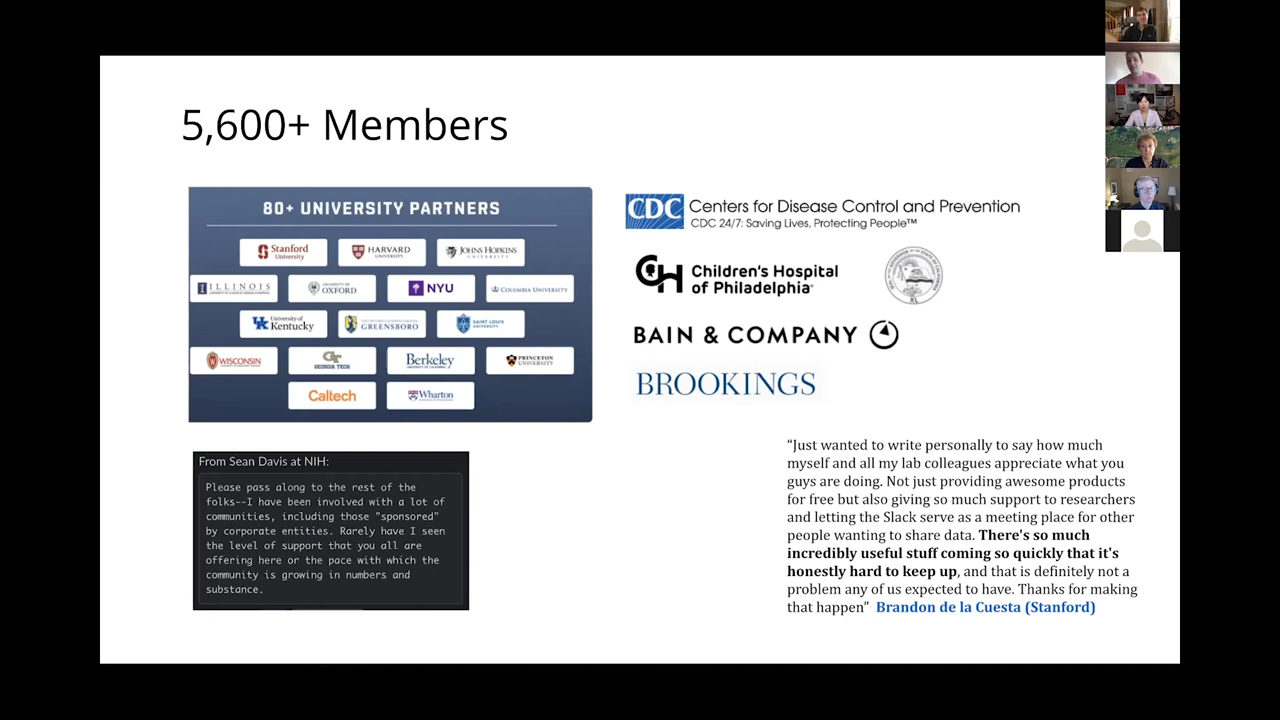 5,600+ Members
80+ UNIVERSITY PARTNERS
Stanford
University
HARVARD
UNIVERSITY
JOHNS HOPKINS
UNIVERSITY
ILLINOIS
UNIVERSITY OF
OXFORD
NYU
COLUMBIA UNIVERSITY
University of
Kentucky
GREENSBORO
SAINT LOUIS
UNIVERSITY
WISCONSIN
GEORGIA TECH
Berkeley
UNIVERSITY OF CALIFORNIA
PRINCETON
UNIVERSITY
Caltech
Wharton
CDC Centers for Disease Control and Prevention
CDC 24/7: Saving Lives, Protecting People™
Children's Hospital
of Philadelphia
BAIN & COMPANY
BROOKINGS
From Sean Davis at NIH:
Please pass along to the rest of the
folks--I have been involved with a lot of
communities, including those "sponsored"
by corporate entities. Rarely have I seen
the level of support that you all are
offering here or the pace with which the
community is growing in numbers and
substance.
“Just wanted to write personally to say how much
myself and all my lab colleagues appreciate what you
guys are doing. Not just providing awesome products
for free but also giving so much support to researchers
and letting the Slack serve as a meeting place for other
people wanting to share data. There's so much
incredibly useful stuff coming so quickly that it's
honestly hard to keep up, and that is definitely not a
problem any of us expected to have. Thanks for making
that happen” Brandon de la Cuesta (Stanford)